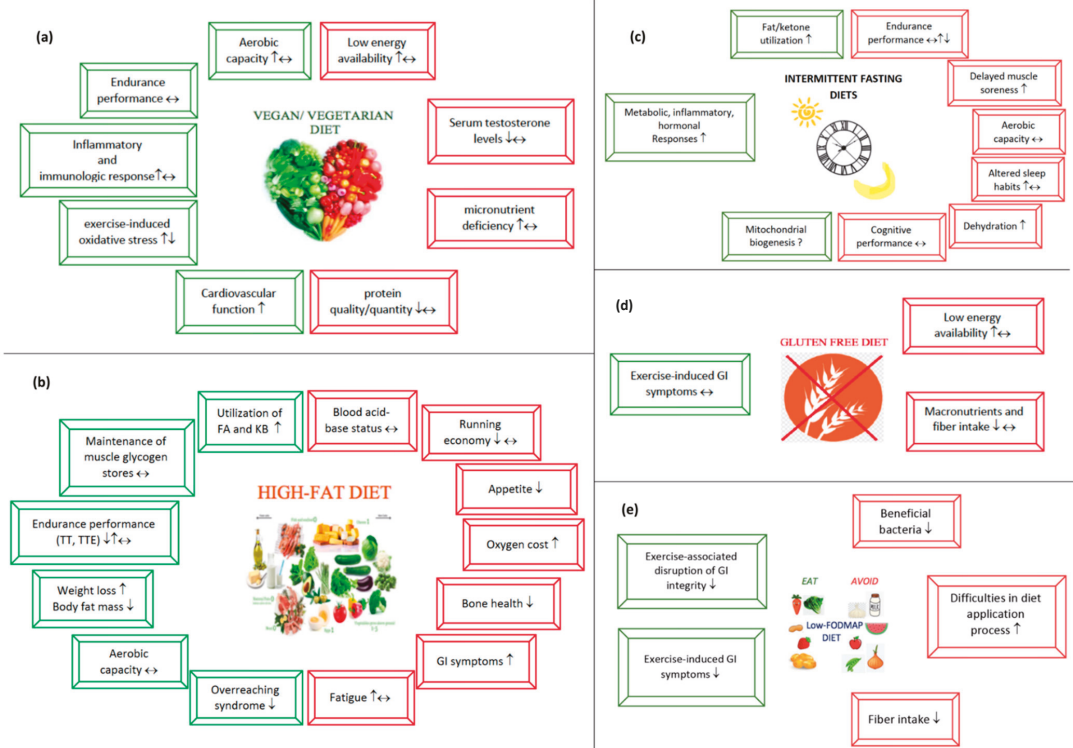 (a)
Aerobic
capacity ↑↔
Low energy
availability ↑↔
Endurance
performance ↔
VEGAN/ VEGETARIAN
DIET
Serum testosterone
levels ↓↔
Inflammatory
and
immunologic response↑↔
micronutrient
deficiency ↑↔
exercise-induced
oxidative stress ↑↓
Cardiovascular
function ↑
protein
quality/quantity ↓↔
(b)
Utilization of
FA and KB ↑
Blood acid-
base status ↔
Running
economy ↓ ↔
Maintenance of
muscle glycogen
stores ↔
HIGH-FAT DIET
Appetite ↓
Endurance performance
(TT, TTE) ↓↑↔
Oxygen cost ↑
Weight loss ↑
Body fat mass ↓
Bone health ↓
Aerobic
capacity ↔
GI symptoms ↑
Overreaching
syndrome ↓
Fatigue ↑↔
(c)
Fat/ketone
utilization ↑
Endurance
performance ↔↑↓
INTERMITTENT FASTING
DIETS
Delayed muscle
soreness ↑
Metabolic, inflammatory,
hormonal
Responses ↑
Aerobic
capacity ↔
Altered sleep
habits ↑↔
Mitochondrial
biogenesis ?
Cognitive
performance ↔
Dehydration ↑
(d)
Low energy
availability ↑↔
GLUTEN FREE DIET
Exercise-induced GI
symptoms ↔
Macronutrients and
fiber intake ↓ ↔
(e)
Beneficial
bacteria ↓
Exercise-associated
disruption of GI
integrity ↓
EAT AVOID
MILK
Low-FODMAP
DIET
Difficulties in diet
application
process ↑
Exercise-induced GI
symptoms ↓
Fiber intake ↓